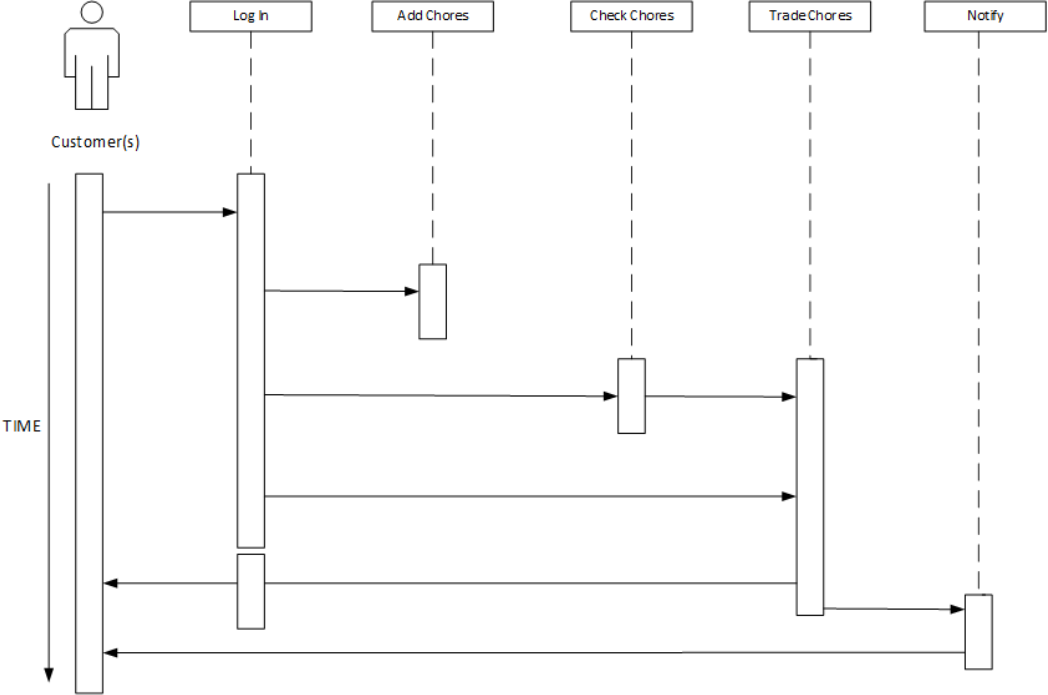 Log In
Add Chores
Check Chores
Trade Chores
Notify
Customer(s)
TIME